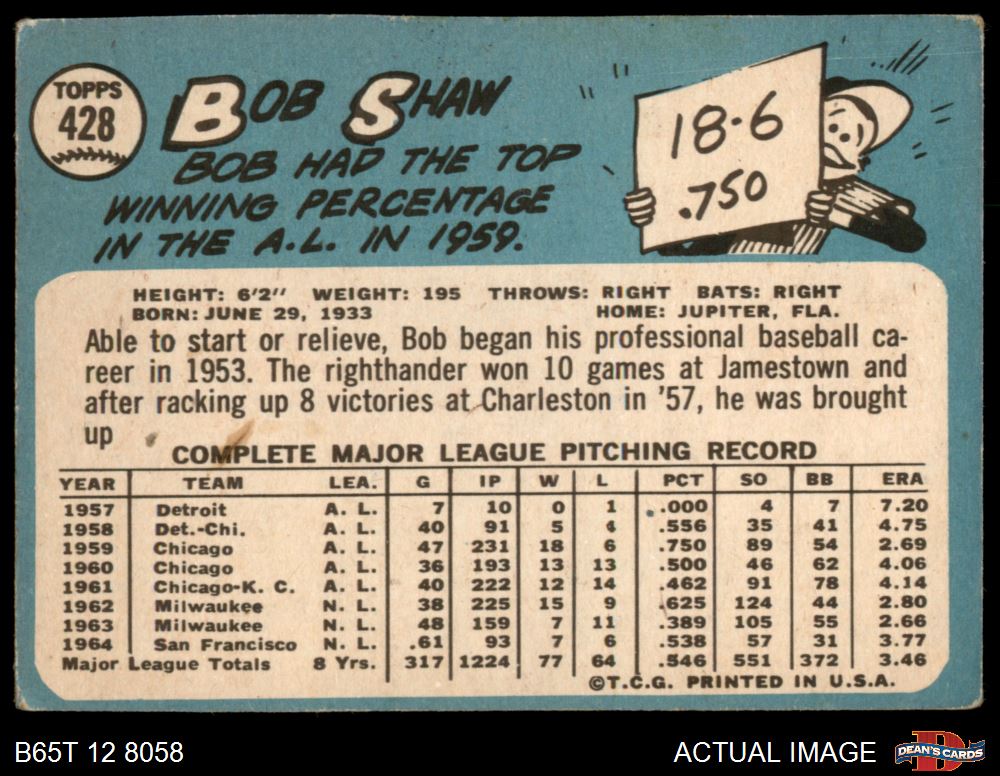 TOPPS
428
BOB SHAW
BOB HAD THE TOP
WINNING PERCENTAGE
IN THE A.L. IN 1959.
18-6
.750
HEIGHT: 6'2" WEIGHT: 195 THROWS: RIGHT BATS: RIGHT
BORN: JUNE 29, 1933 HOME: JUPITER, FLA.
Able to start or relieve, Bob began his professional baseball ca-
reer in 1953. The righthander won 10 games at Jamestown and
after racking up 8 victories at Charleston in '57, he was brought
up
COMPLETE MAJOR LEAGUE PITCHING RECORD
YEAR TEAM LEA. G IP W L PCT SO BB ERA
1957 Detroit A. L. 7 10 0 1 .000 4 7 7.20
1958 Det.-Chi. A. L. 40 91 5 4 .556 35 41 4.75
1959 Chicago A. L. 47 231 18 6 .750 89 54 2.69
1960 Chicago A. L. 36 193 13 13 .500 46 62 4.06
1961 Chicago-K. C. A. L. 40 222 12 14 .462 91 78 4.14
1962 Milwaukee N. L. 38 225 15 9 .625 124 44 2.80
1963 Milwaukee N. L. 48 159 7 11 .389 105 55 2.66
1964 San Francisco N. L. .61 93 7 6 .538 57 31 3.77
Major League Totals 8 Yrs. 317 1224 77 64 .546 551 372 3.46
©T.C.G. PRINTED IN U.S.A.
B65T 12 8058 ACTUAL IMAGE D DEAN'S CARDS